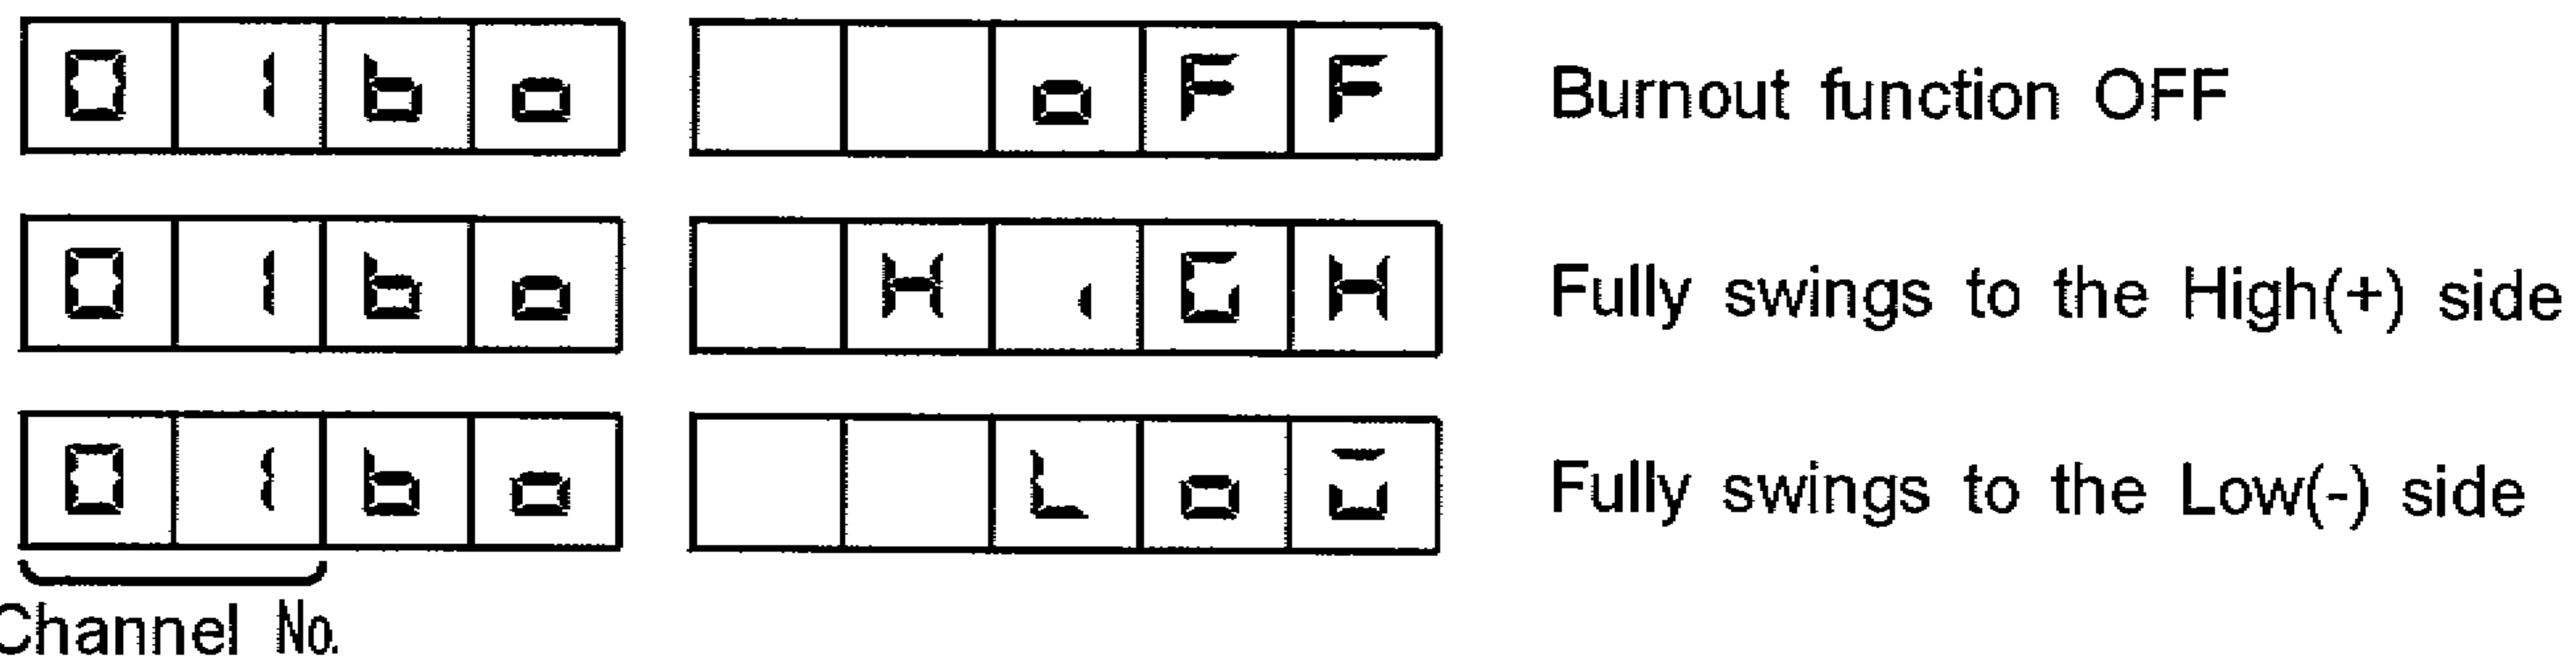 01bo oFF Burnout function OFF
01bo HiGH Fully swings to the High(+) side
01bo Low Fully swings to the Low(-) side
Channel No.